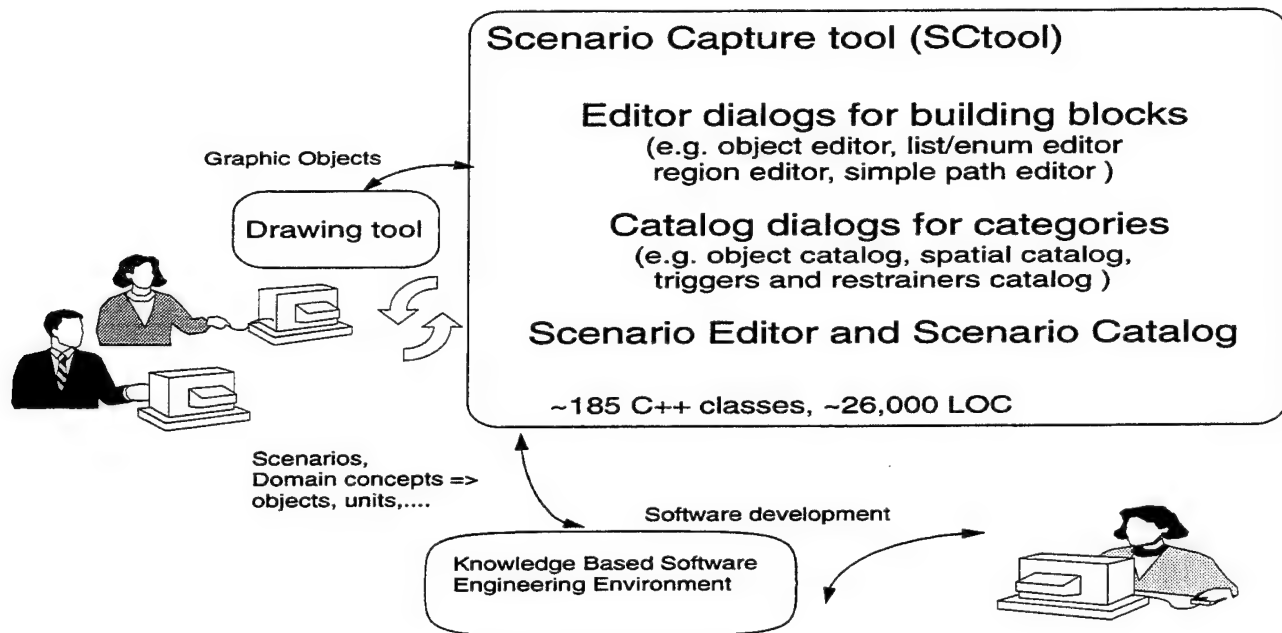 Scenario Capture tool (SCtool)
Editor dialogs for building blocks
(e.g. object editor, list/enum editor
region editor, simple path editor )
Catalog dialogs for categories
(e.g. object catalog, spatial catalog,
triggers and restrainers catalog )
Scenario Editor and Scenario Catalog
~185 C++ classes, ~26,000 LOC
Graphic Objects
Drawing tool
Scenarios,
Domain concepts =>
objects, units,....
Software development
Knowledge Based Software
Engineering Environment